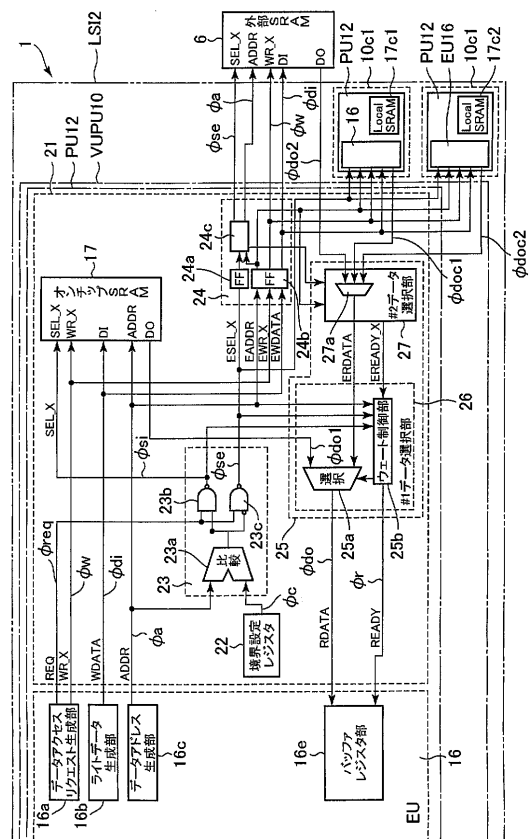 1
LSI2
VUPU10
PU12
21
6
外部SRAM
SEL_X
ADDR
WR_X
DI
DO
φse
φa
φw
φdi
φdo2
PU12
10c1
17c1
16
Local SRAM
PU12
EU16
10c1
17c2
Local SRAM
φdoc1
φdoc2
17
オンチップSRAM
SEL_X
WR_X
DI
ADDR
DO
SEL_X
φsi
24
24a
24c
FF
FF
24b
ESEL_X
EADDR
EWR_X
EWDATA
φreq
φw
φdi
φa
REQ
WR_X
WDATA
ADDR
23
23a
23b
23c
比較
φse
φc
22
境界設定レジスタ
27a
#2データ選択部
27
ERDATA
EREADY_X
26
ウェート制御部
#1データ選択部
選択
25
25a
25b
φdo1
φdo
φr
RDATA
READY
16a
データアクセスリクエスト生成部
16b
ライトデータ生成部
16c
データアドレス生成部
16e
バッファレジスタ部
16
EU